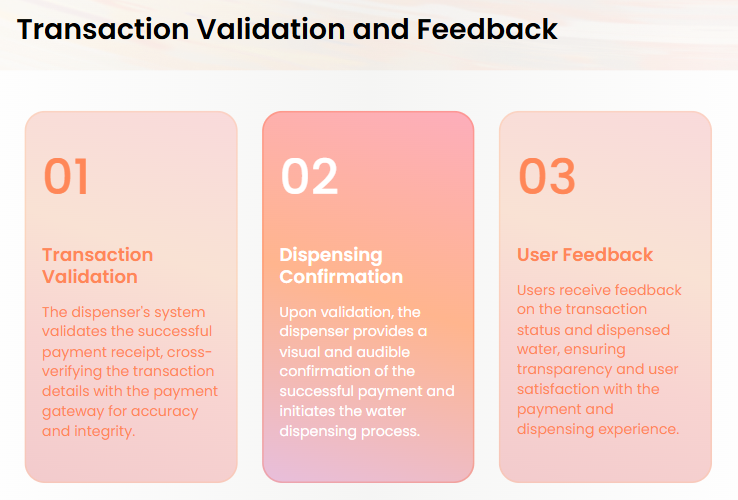 Transaction Validation and Feedback
01
Transaction
Validation
The dispenser's system
validates the successful
payment receipt, cross-
verifying the transaction
details with the payment
gateway for accuracy
and integrity.
02
Dispensing
Confirmation
Upon validation, the
dispenser provides a
visual and audible
confirmation of the
successful payment and
initiates the water
dispensing process.
03
User Feedback
Users receive feedback
on the transaction
status and dispensed
water, ensuring
transparency and user
satisfaction with the
payment and
dispensing experience.